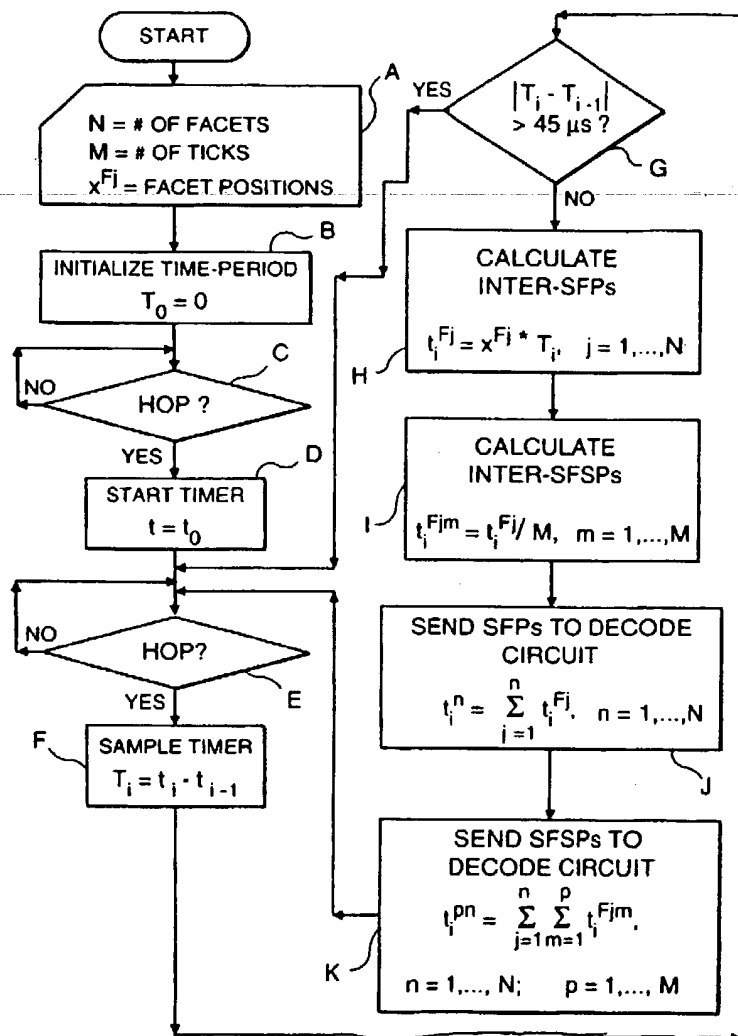 START
A
N = # OF FACETS
M = # OF TICKS
x^Fj = FACET POSITIONS
B
INITIALIZE TIME-PERIOD
T_0 = 0
C
NO
HOP ?
YES
D
START TIMER
t = t_0
NO
HOP?
E
YES
F
SAMPLE TIMER
T_i = t_i - t_i-1
YES
|T_i - T_i-1|
> 45 µs ?
G
NO
CALCULATE
INTER-SFPs
t_i^Fj = x^Fj * T_i, j = 1,...,N
H
CALCULATE
INTER-SFSPs
I
t_i^Fjm = t_i^Fj / M, m = 1,...,M
SEND SFPs TO DECODE
CIRCUIT
n
t_i^n = Σ t_i^Fj. n = 1,...,N
j = 1
J
SEND SFSPs TO
DECODE CIRCUIT
n p
t_i^pn = Σ Σ t_i^Fjm,
j=1 m=1
K
n = 1,..., N; p = 1,..., M